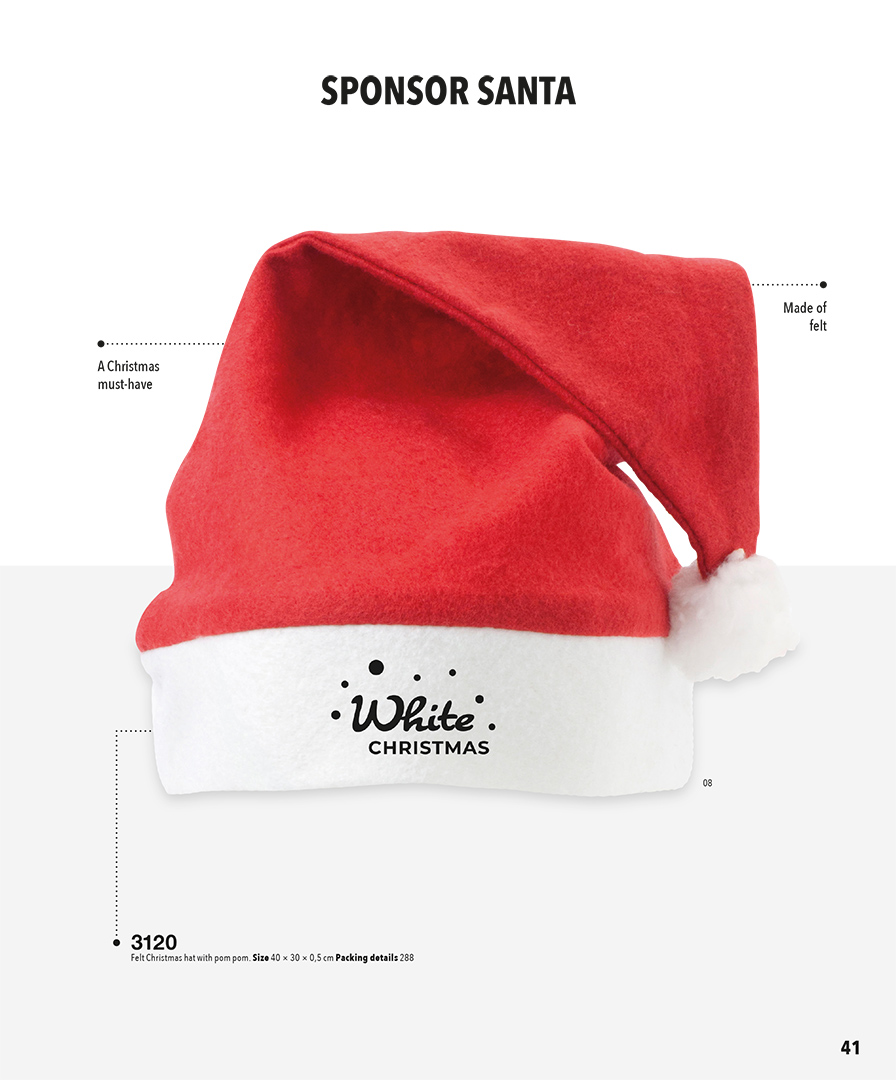 SPONSOR SANTA
Made of
felt
A Christmas
must-have
White
CHRISTMAS
08
3120
Felt Christmas hat with pom pom. Size 40 × 30 × 0,5 cm Packing details 288
41